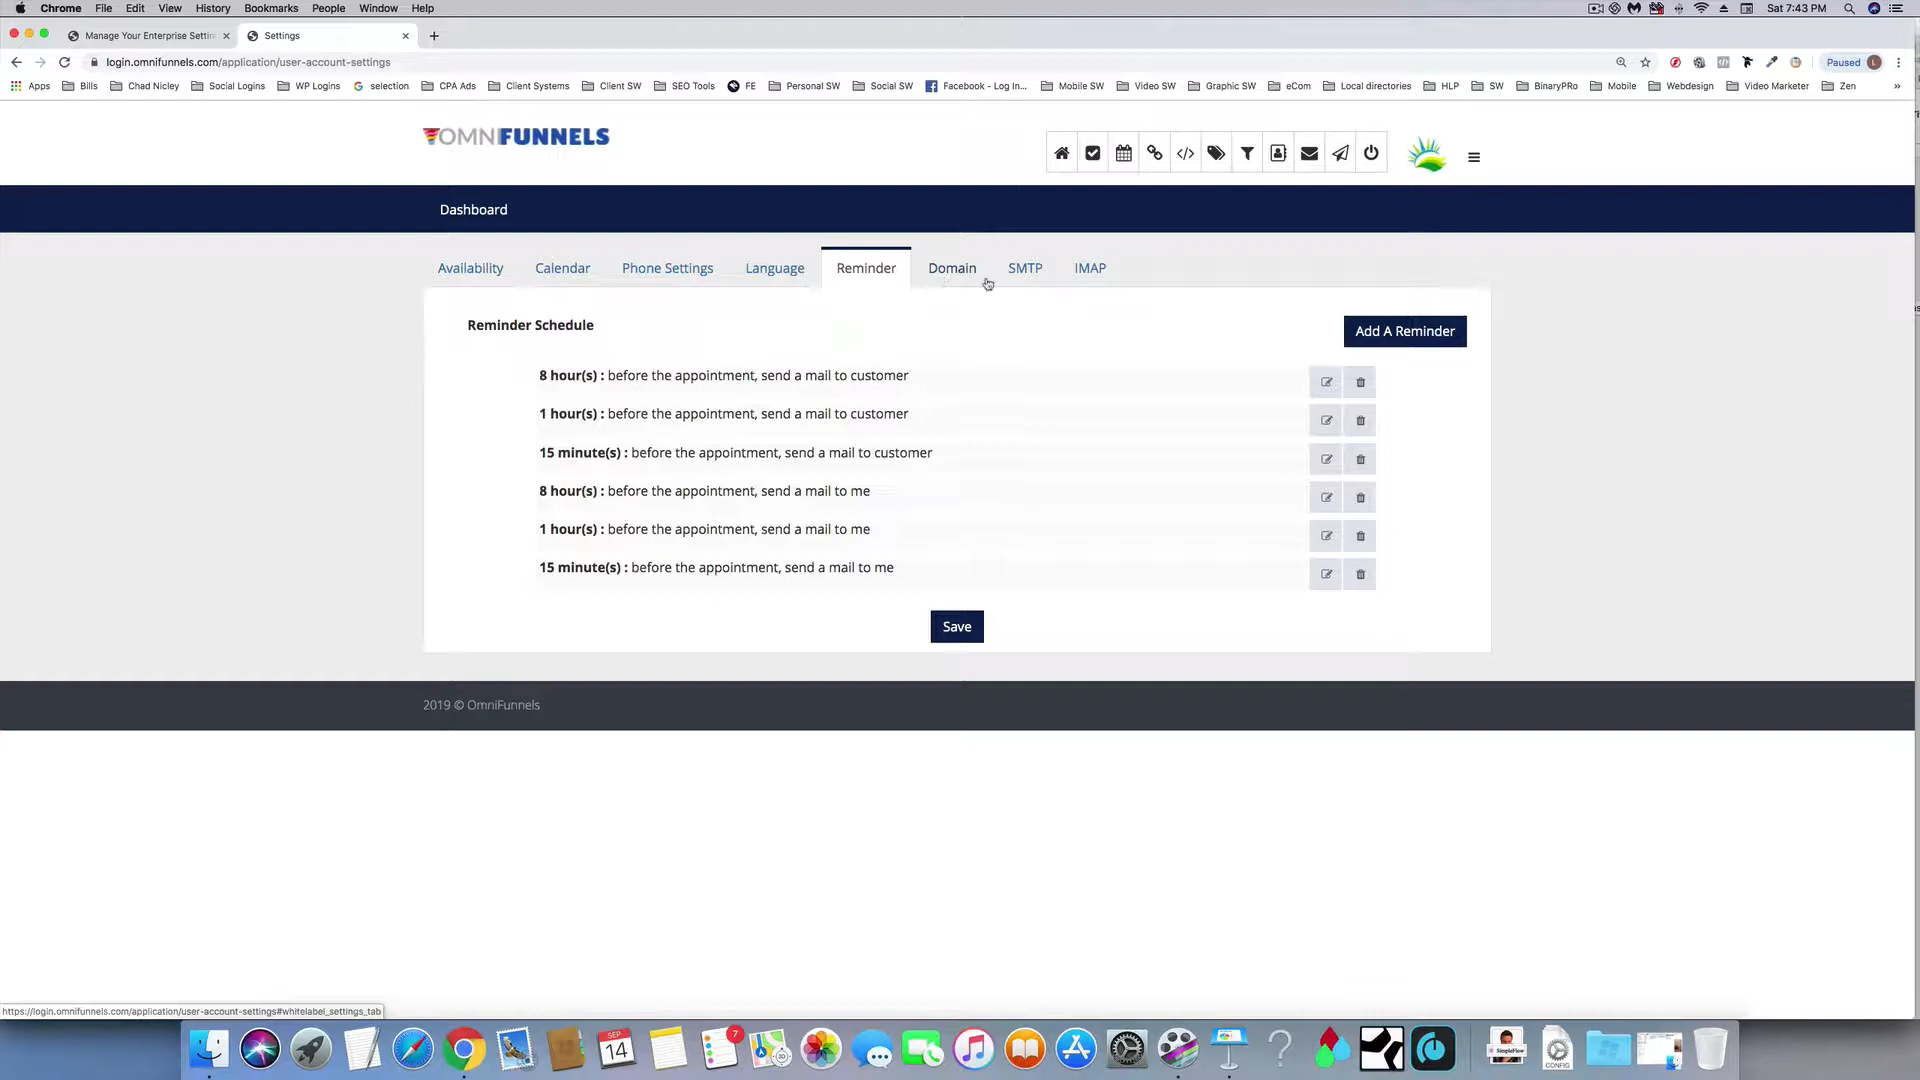 Chrome File Edit View History Bookmarks People Window Help Sat 7:43 PM
Manage Your Enterprise Settin Settings
login.omnifunnels.com/application/user-account-settings Paused L
Apps Bills Chad Nicley Social Logins WP Logins selection CPA Ads Client Systems Client SW SEO Tools FE Personal SW Social SW Facebook - Log In... Mobile SW Video SW Graphic SW eCom Local directories HLP SW BinaryPRo Mobile Webdesign Video Marketer Zen »
OMNIFUNNELS
Dashboard
Availability Calendar Phone Settings Language Reminder Domain SMTP IMAP
Reminder Schedule Add A Reminder
8 hour(s) : before the appointment, send a mail to customer
1 hour(s) : before the appointment, send a mail to customer
15 minute(s) : before the appointment, send a mail to customer
8 hour(s) : before the appointment, send a mail to me
1 hour(s) : before the appointment, send a mail to me
15 minute(s) : before the appointment, send a mail to me
Save
2019 © OmniFunnels
https://login.omnifunnels.com/application/user-account-settings#whitelabel_settings_tab
SEP
14
7
SimpleFlow
CONFIG